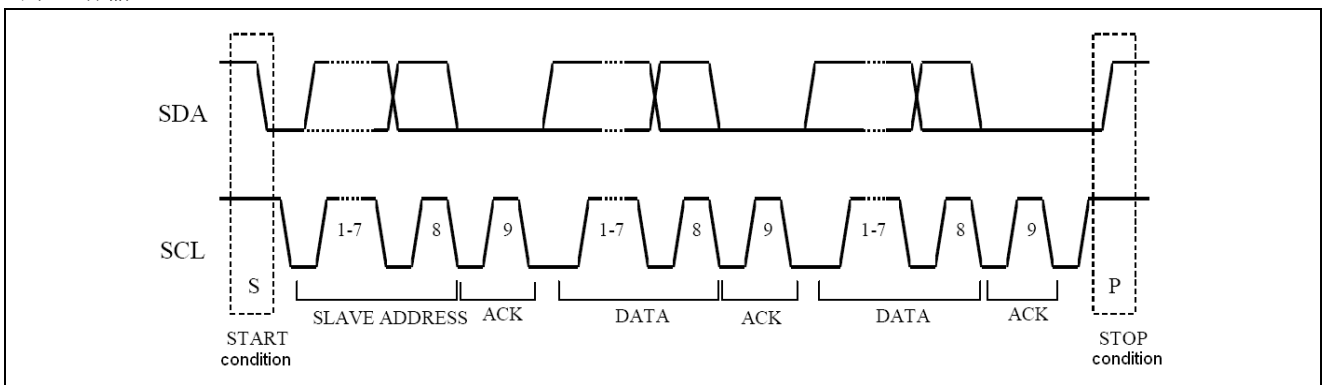 SDA
SCL
1-7 8 9 1-7 8 9 1-7 8 9
S P
SLAVE ADDRESS ACK DATA ACK DATA ACK
START condition
STOP condition